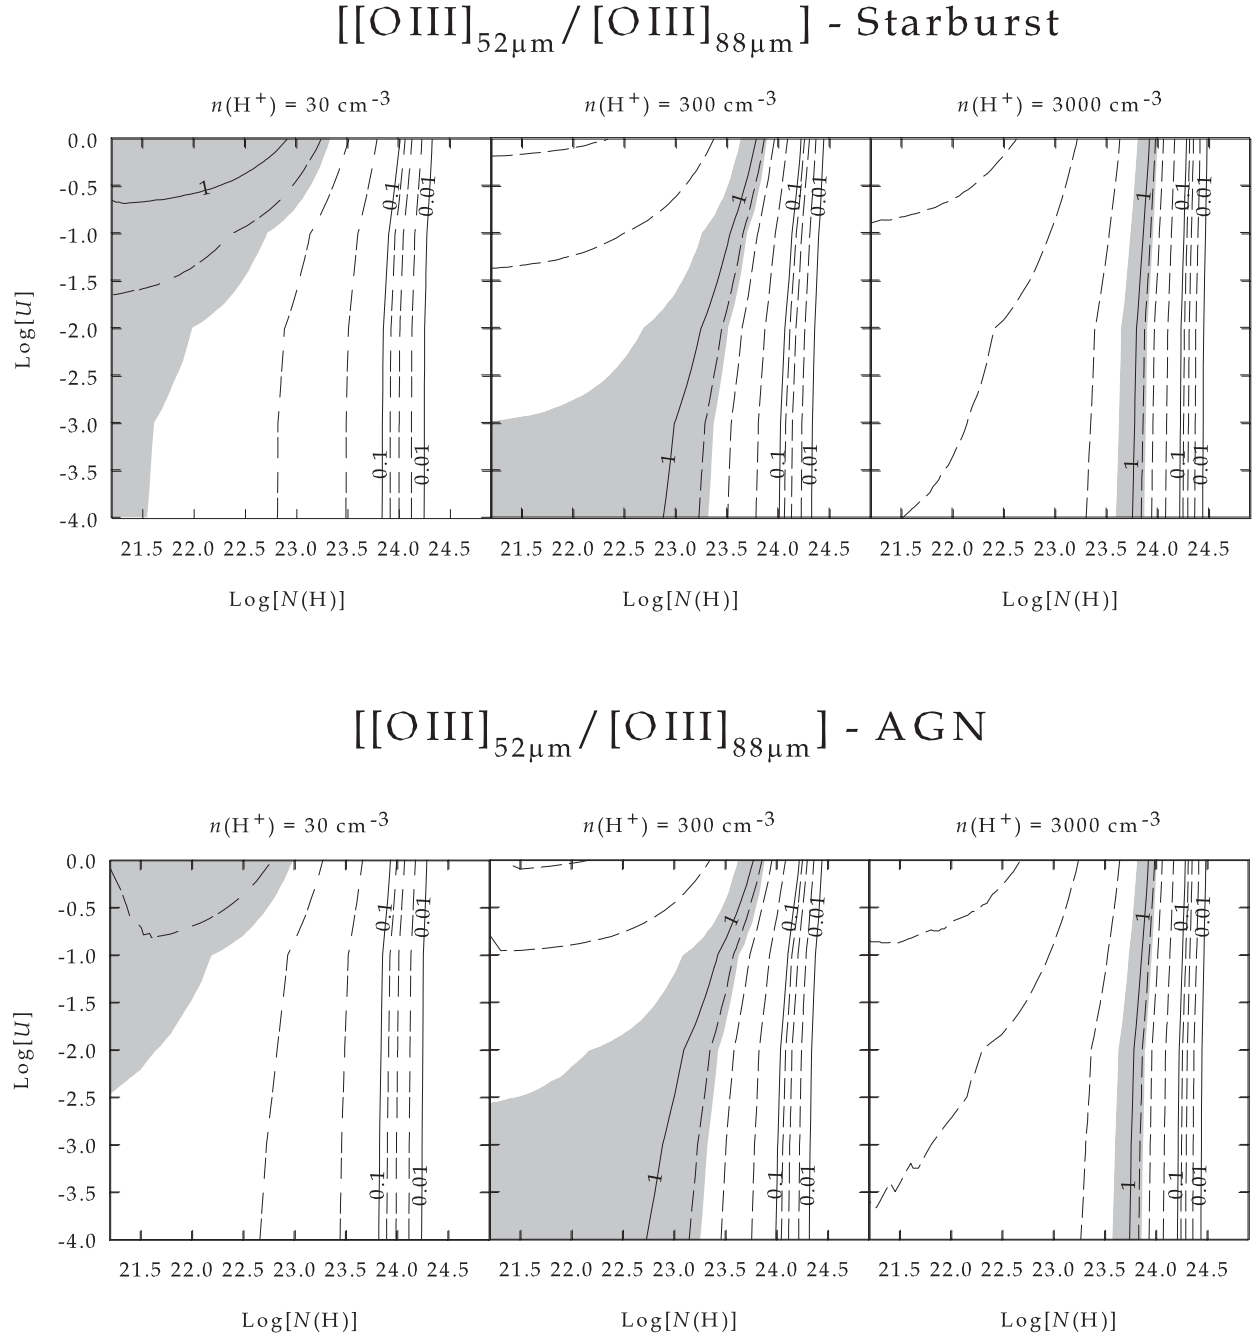 [[O III]52μm/[O III]88μm] - Starburst
n(H+) = 30 cm-3 n(H+) = 300 cm-3 n(H+) = 3000 cm-3
0.0
-0.5
-1.0
-1.5
-2.0
-2.5
-3.0
-3.5
-4.0
Log[U]
1 0.1 0.01 1 0.1 0.01 1 0.1 0.01
0.1 0.01 1 0.1 0.01 1 0.1 0.01
21.5 22.0 22.5 23.0 23.5 24.0 24.5 21.5 22.0 22.5 23.0 23.5 24.0 24.5 21.5 22.0 22.5 23.0 23.5 24.0 24.5
Log[N(H)] Log[N(H)] Log[N(H)]
[[O III]52μm/[O III]88μm] - AGN
n(H+) = 30 cm-3 n(H+) = 300 cm-3 n(H+) = 3000 cm-3
0.0
-0.5
-1.0
-1.5
-2.0
-2.5
-3.0
-3.5
-4.0
Log[U]
0.1 0.01 1 0.1 0.01 1 0.1 0.01
0.1 0.01 1 0.1 0.01 1 0.1 0.01
21.5 22.0 22.5 23.0 23.5 24.0 24.5 21.5 22.0 22.5 23.0 23.5 24.0 24.5 21.5 22.0 22.5 23.0 23.5 24.0 24.5
Log[N(H)] Log[N(H)] Log[N(H)]